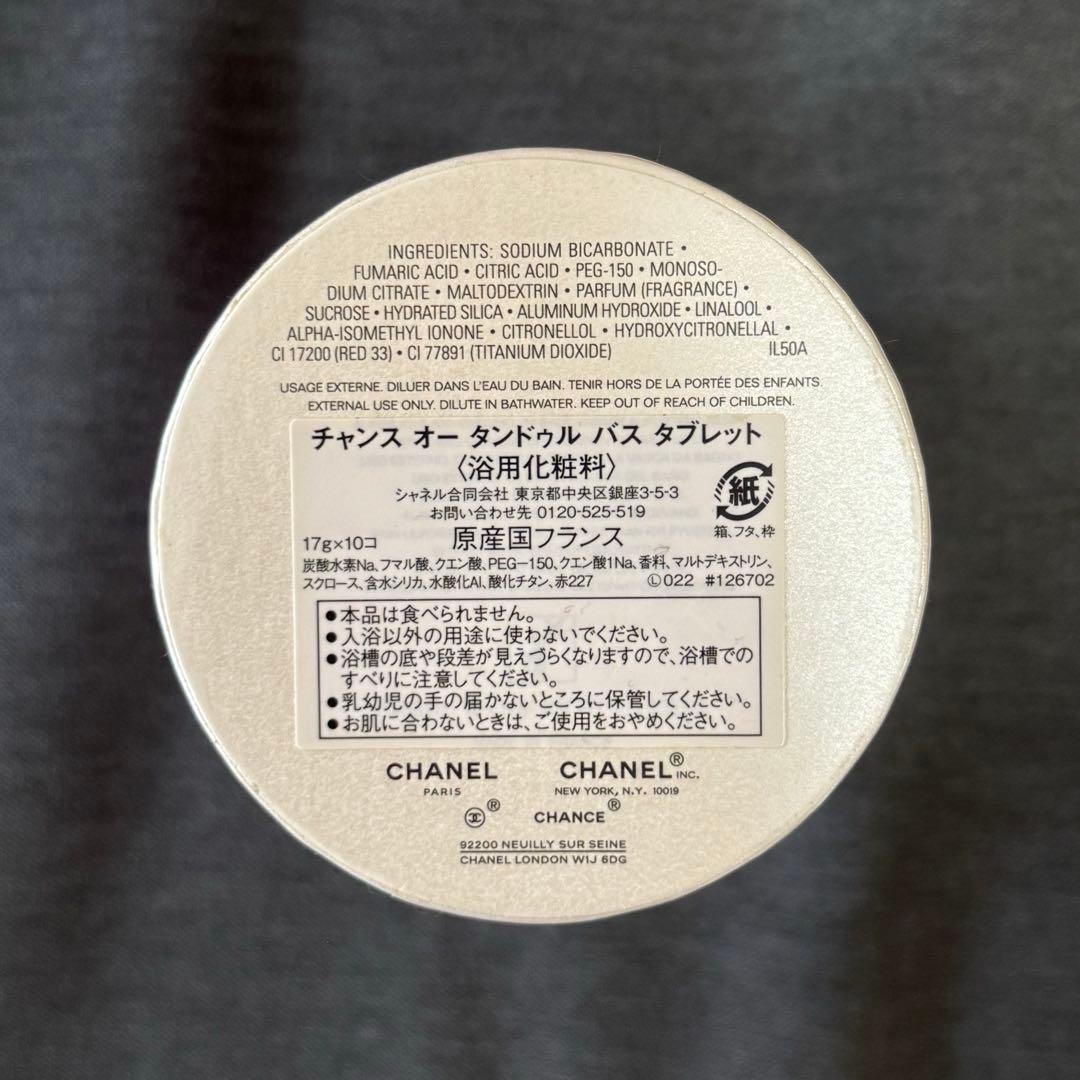 INGREDIENTS: SODIUM BICARBONATE •
FUMARIC ACID • CITRIC ACID • PEG-150 • MONOSO-
DIUM CITRATE • MALTODEXTRIN • PARFUM (FRAGRANCE) •
SUCROSE • HYDRATED SILICA • ALUMINUM HYDROXIDE • LINALOOL •
ALPHA-ISOMETHYL IONONE • CITRONELLOL • HYDROXYCITRONELLAL •
CI 17200 (RED 33) • CI 77891 (TITANIUM DIOXIDE) IL50A
USAGE EXTERNE. DILUER DANS L'EAU DU BAIN. TENIR HORS DE LA PORTÉE DES ENFANTS.
EXTERNAL USE ONLY. DILUTE IN BATHWATER. KEEP OUT OF REACH OF CHILDREN.
チャンス オー タンドゥル バス タブレット
〈浴用化粧料〉
シャネル合同会社 東京都中央区銀座3-5-3
お問い合わせ先 0120-525-519
紙
箱、フタ、枠
17g×10コ 原産国フランス
炭酸水素Na、フマル酸、クエン酸、PEG−150、クエン酸1Na、香料、マルトデキストリン、
スクロース、含水シリカ、水酸化Al、酸化チタン、赤227 Ⓛ022 #126702
●本品は食べられません。
●入浴以外の用途に使わないでください。
●浴槽の底や段差が見えづらくなりますので、浴槽での
すべりに注意してください。
●乳幼児の手の届かないところに保管してください。
●お肌に合わないときは、ご使用をおやめください。
CHANEL CHANEL® INC.
PARIS NEW YORK, N.Y. 10019
® CHANCE®
92200 NEUILLY SUR SEINE
CHANEL LONDON W1J 6DG